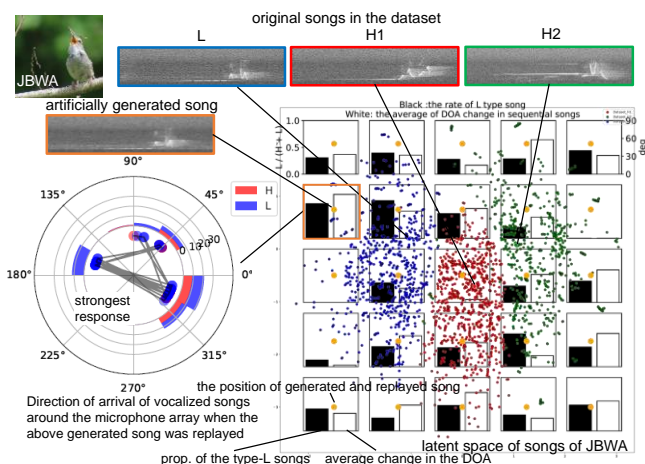 original songs in the dataset
L
H1
H2
JBWA
artificially generated song
Black :the rate of L type song
White: the average of DOA change in sequential songs
1.0
0.5
0.0
L / (H + L)
90
60
30
0
deg
90°
135°
45°
H
L
0 10 20 30
180°
0°
strongest
response
225°
315°
270°
the position of generated and replayed song
Direction of arrival of vocalized songs
around the microphone array when the
above generated song was replayed
latent space of songs of JBWA
prop. of the type-L songs
average change in the DOA